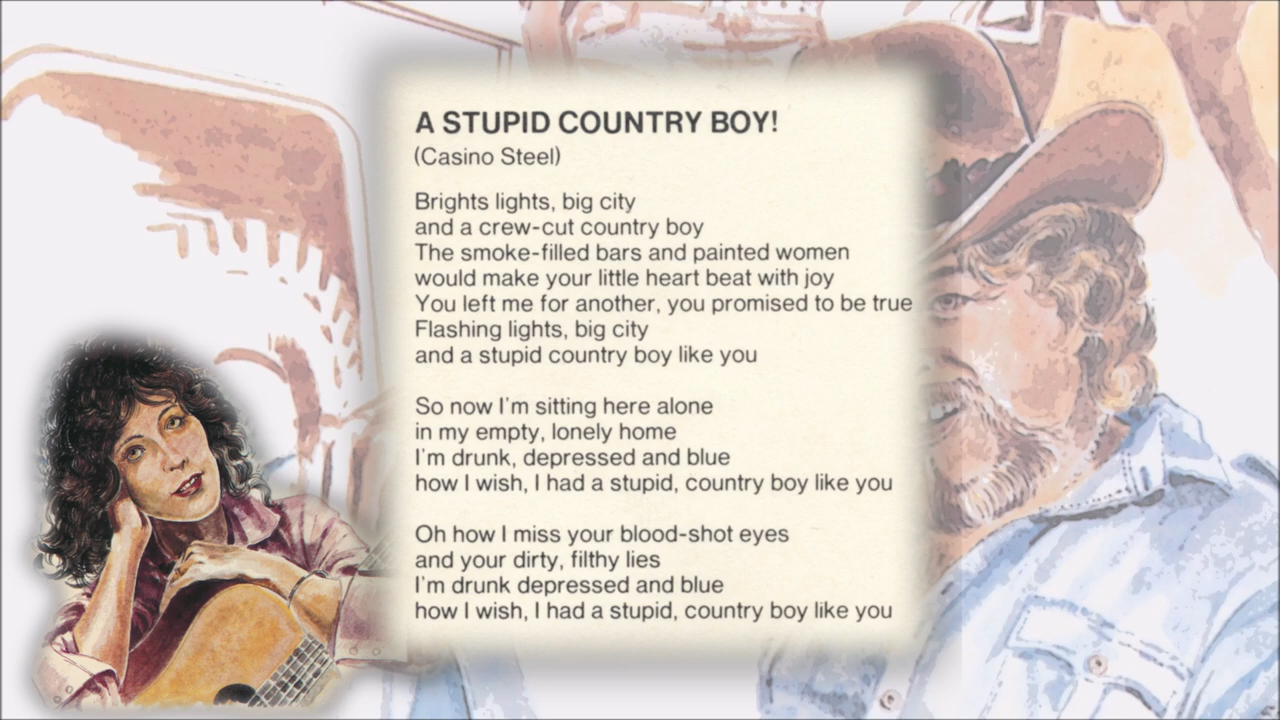 A STUPID COUNTRY BOY!
(Casino Steel)
Brights lights, big city
and a crew-cut country boy
The smoke-filled bars and painted women
would make your little heart beat with joy
You left me for another, you promised to be true
Flashing lights, big city
and a stupid country boy like you
So now I'm sitting here alone
in my empty, lonely home
I'm drunk, depressed and blue
how I wish, I had a stupid, country boy like you
Oh how I miss your blood-shot eyes
and your dirty, filthy lies
I'm drunk depressed and blue
how I wish, I had a stupid, country boy like you